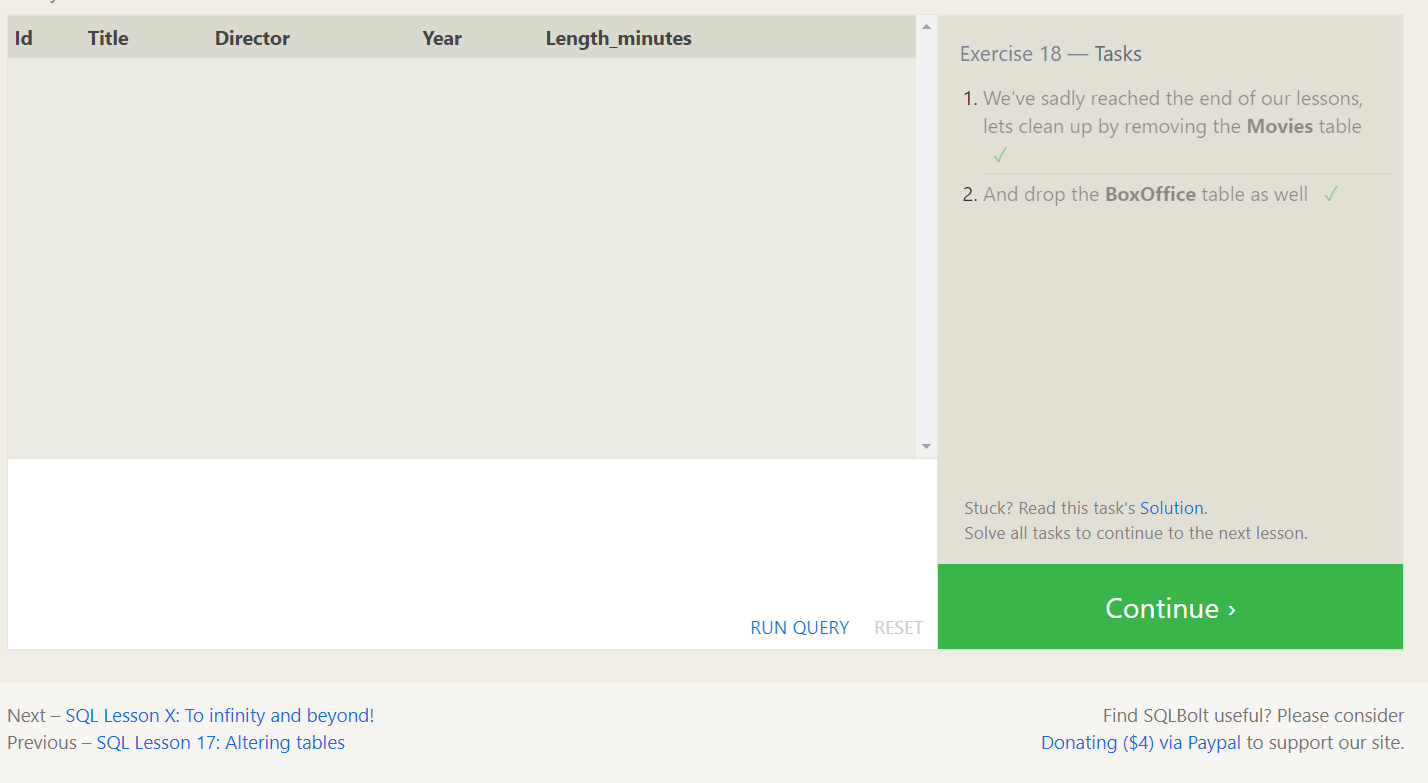 Id Title Director Year Length_minutes
Exercise 18 — Tasks
1. We've sadly reached the end of our lessons,
lets clean up by removing the Movies table
✓
2. And drop the BoxOffice table as well ✓
Stuck? Read this task's Solution.
Solve all tasks to continue to the next lesson.
RUN QUERY RESET
Continue ›
Next – SQL Lesson X: To infinity and beyond!
Previous – SQL Lesson 17: Altering tables
Find SQLBolt useful? Please consider
Donating ($4) via Paypal to support our site.